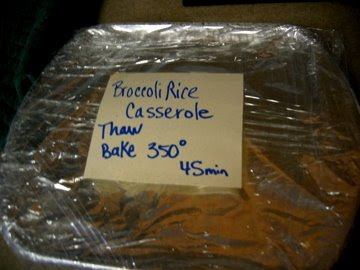 Broccoli Rice
Casserole
Thaw
Bake 350°
45min